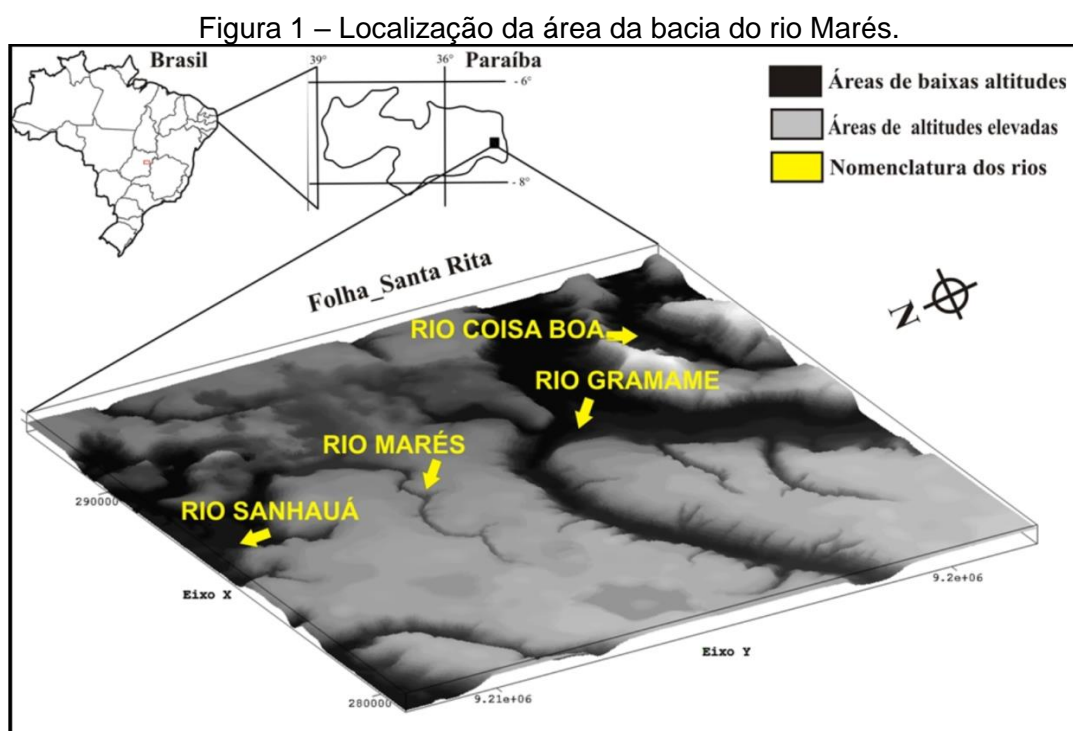 Figura 1 – Localização da área da bacia do rio Marés.
Brasil
39°
36°
Paraíba
- 6°
- 8°
Áreas de baixas altitudes
Áreas de altitudes elevadas
Nomenclatura dos rios
Folha_Santa Rita
N
RIO COISA BOA
RIO GRAMAME
RIO MARÉS
RIO SANHAUÁ
290000
Eixo X
280000
9.21e+06
Eixo Y
9.2e+06